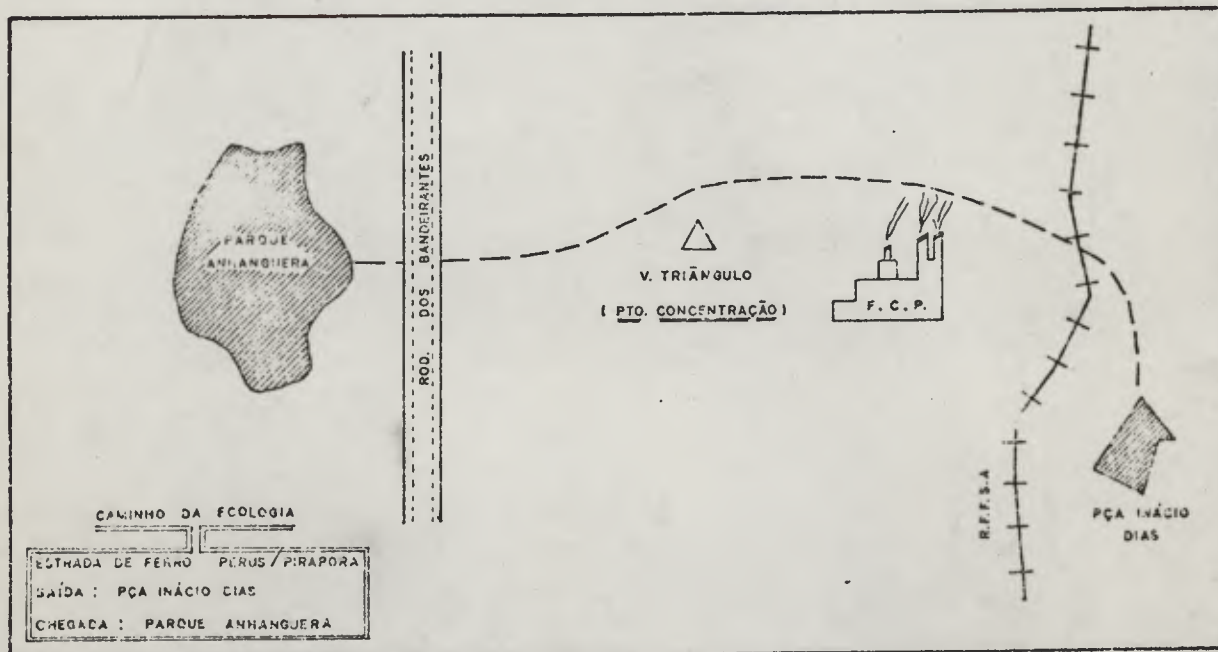 PARQUE
ANHANGUERA
ROD. DOS BANDEIRANTES
V. TRIÂNGULO
( PTO. CONCENTRAÇÃO )
F. C. P.
R.F.F.S.A
PÇA INÁCIO
DIAS
CAMINHO DA ECOLOGIA
ESTRADA DE FERRO PERUS / PIRAPORA
SAÍDA : PÇA INÁCIO DIAS
CHEGADA : PARQUE ANHANGUERA